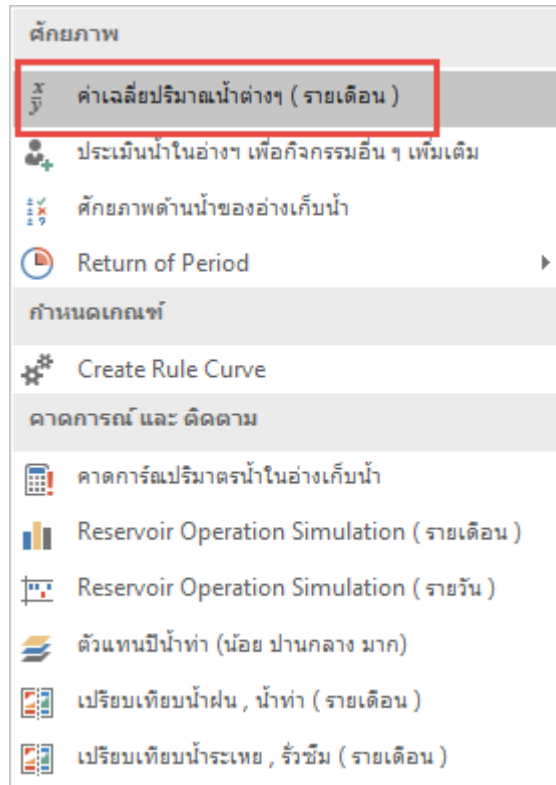 ศักยภาพ
ค่าเฉลี่ยปริมาณน้ำต่างๆ ( รายเดือน )
ประเมินน้ำในอ่างฯ เพื่อกิจกรรมอื่น ๆ เพิ่มเติม
ศักยภาพด้านน้ำของอ่างเก็บน้ำ
Return of Period
กำหนดเกณฑ์
Create Rule Curve
คาดการณ์ และ ติดตาม
คาดการ์ณปริมาตรน้ำในอ่างเก็บน้ำ
Reservoir Operation Simulation ( รายเดือน )
Reservoir Operation Simulation ( รายวัน )
ตัวแทนปีน้ำท่า (น้อย ปานกลาง มาก)
เปรียบเทียบน้ำฝน , น้ำท่า ( รายเดือน )
เปรียบเทียบน้ำระเหย , รั่วซึม ( รายเดือน )